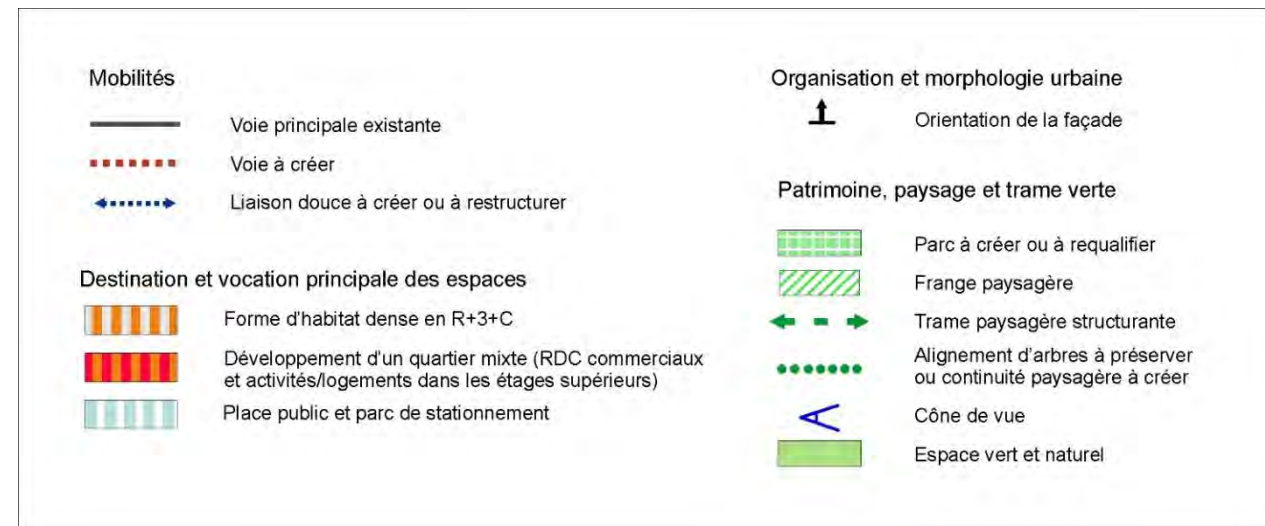 Mobilités
Voie principale existante
Voie à créer
Liaison douce à créer ou à restructurer
Destination et vocation principale des espaces
Forme d'habitat dense en R+3+C
Développement d'un quartier mixte (RDC commerciaux
et activités/logements dans les étages supérieurs)
Place public et parc de stationnement
Organisation et morphologie urbaine
Orientation de la façade
Patrimoine, paysage et trame verte
Parc à créer ou à requalifier
Frange paysagère
Trame paysagère structurante
Alignement d'arbres à préserver
ou continuité paysagère à créer
Cône de vue
Espace vert et naturel